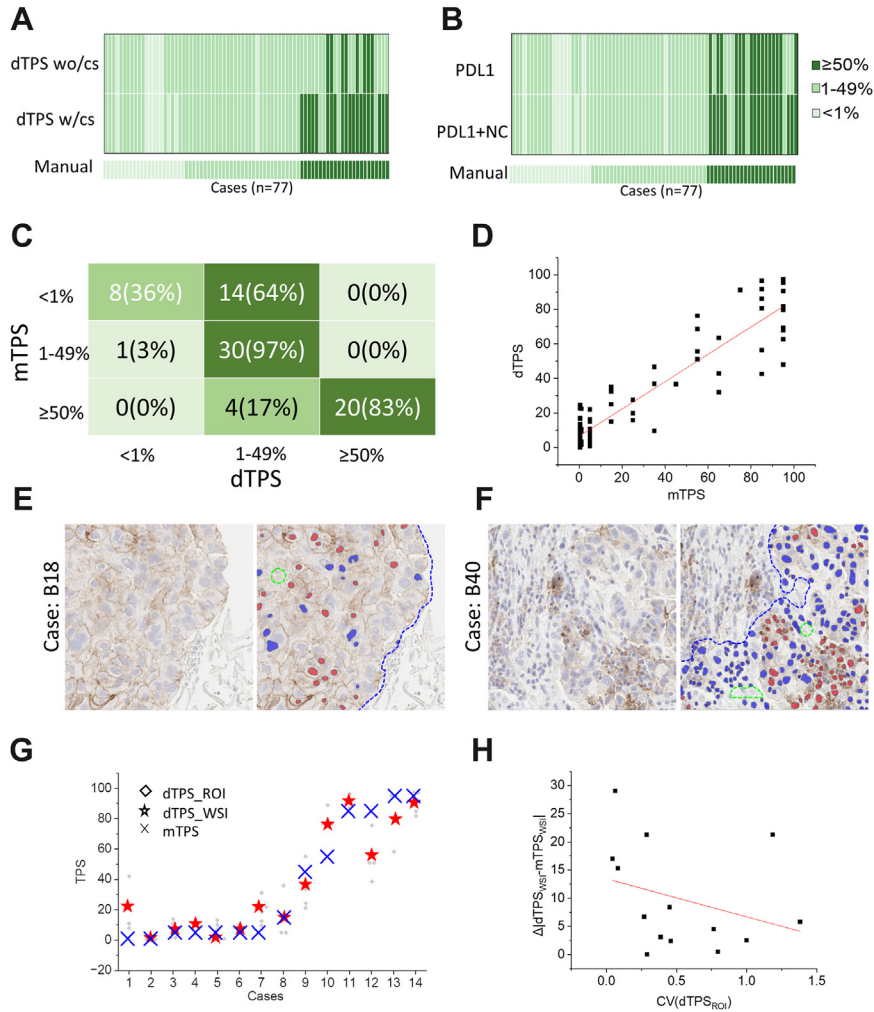 A
dTPS wo/cs
dTPS w/cs
Manual
Cases (n=77)
B
PDL1
PDL1+NC
Manual
Cases (n=77)
≥50%
1-49%
<1%
C
mTPS
<1%
8(36%) 14(64%) 0(0%)
1-49%
1(3%) 30(97%) 0(0%)
≥50%
0(0%) 4(17%) 20(83%)
<1% 1-49% ≥50%
dTPS
D
dTPS
100
80
60
40
20
0
0 20 40 60 80 100
mTPS
E
Case: B18
F
Case: B40
G
TPS
100
80
60
40
20
0
−20
dTPS_ROI
dTPS_WSI
mTPS
1 2 3 4 5 6 7 8 9 10 11 12 13 14
Cases
H
Δ|dTPSWSI-mTPSWSI|
30
25
20
15
10
5
0
0.0 0.5 1.0 1.5
CV(dTPSROI)